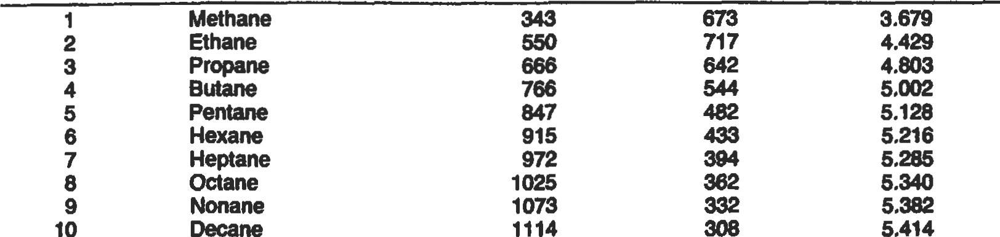 1 Methane 343 673 3.679
2 Ethane 550 717 4.429
3 Propane 666 642 4.803
4 Butane 766 544 5.002
5 Pentane 847 482 5.128
6 Hexane 915 433 5.216
7 Heptane 972 394 5.285
8 Octane 1025 362 5.340
9 Nonane 1073 332 5.382
10 Decane 1114 308 5.414